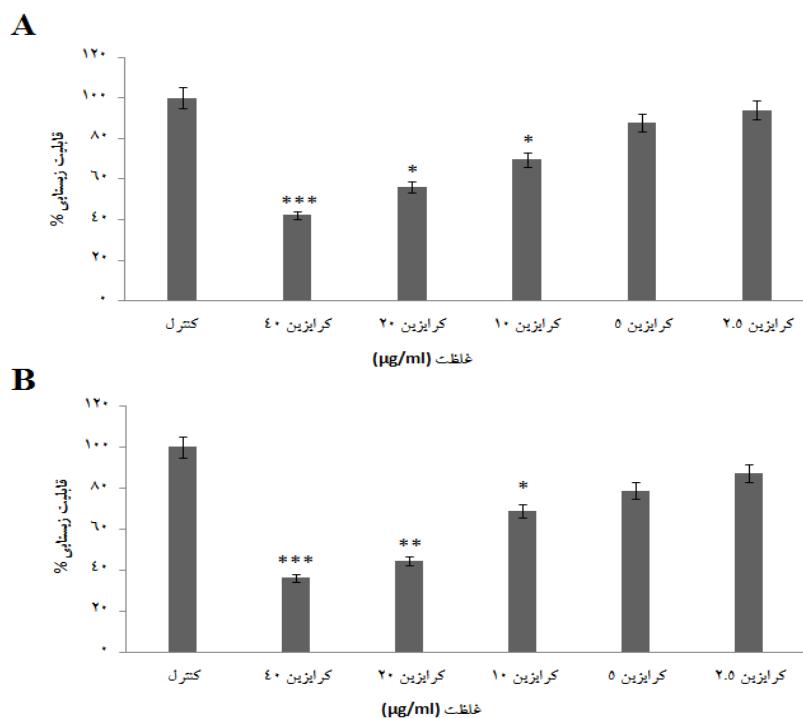 A
١٢٠
١٠٠
٨٠
٦٠
٤٠
٢٠
٠
قابلیت زیستایی %
***
*
*
کنترل
کرایزین ٤٠
کرایزین ٢٠
کرایزین ١٠
کرایزین ٥
کرایزین ٢.٥
غلظت (µg/ml)
B
١٢٠
١٠٠
٨٠
٦٠
٤٠
٢٠
٠
قابلیت زیستایی %
***
**
*
کنترل
کرایزین ٤٠
کرایزین ٢٠
کرایزین ١٠
کرایزین ٥
کرایزین ٢.٥
غلظت (µg/ml)